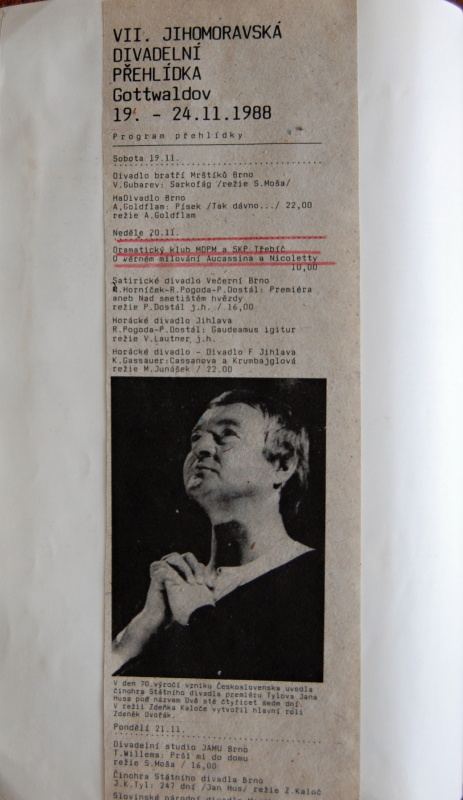 VII. JIHOMORAVSKÁ
DIVADELNÍ
PŘEHLÍDKA
Gottwaldov
19. - 24.11.1988
Program přehlídky
Sobota 19.11.
Divadlo bratří Mrštíků Brno
V.Gubarev: Sarkofág /režie S.Moša/
HaDivadlo Brno
A.Goldflam: Písek /Tak dávno.../ 22,00
režie A.Goldflam
Neděle 20.11.
Dramatický klub MDPM a SKP Třebíč
O věrném milování Aucassina a Nicoletty
10,00
Satirické divadlo Večerní Brno
R.Horníček-R.Pogoda-P.Dostál: Premiéra
aneb Nad smetištěm hvězdy
režie P.Dostál j.h. / 16,00
Horácké divadlo Jihlava
R.Pogoda-P.Dostál: Gaudeamus igitur
režie V.Lautner j.h.
Horácké divadlo - Divadlo F Jihlava
K.Gassauer:Cassanova a Krumbajglová
režie M.Junášek / 22.00
V den 70.výročí vzniku Československa uvedla
činohra Státního divadla premiéru Tylova Jana
Husa pod názvem Dvě stě čtyřicet sedm dní.
V režii Zdeňka Kaloče vytvořil hlavní roli
Zdeněk Dvořák.
Pondělí 21.11.
Divadelní studio JAMU Brno
T.Willems: Prší mi do domu
režie S.Moša / 16,00
Činohra Státního divadla Brno
J.K.Tyl: 247 dní /Jan Hus/ režie Z.Kaloč
Slovinské národní divadlo